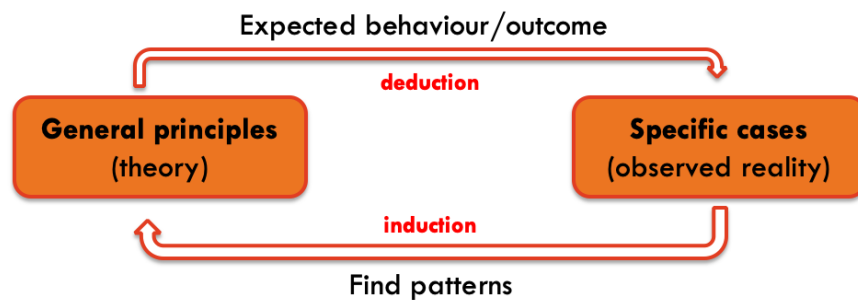 Expected behaviour/outcome
deduction
General principles
(theory)
Specific cases
(observed reality)
induction
Find patterns